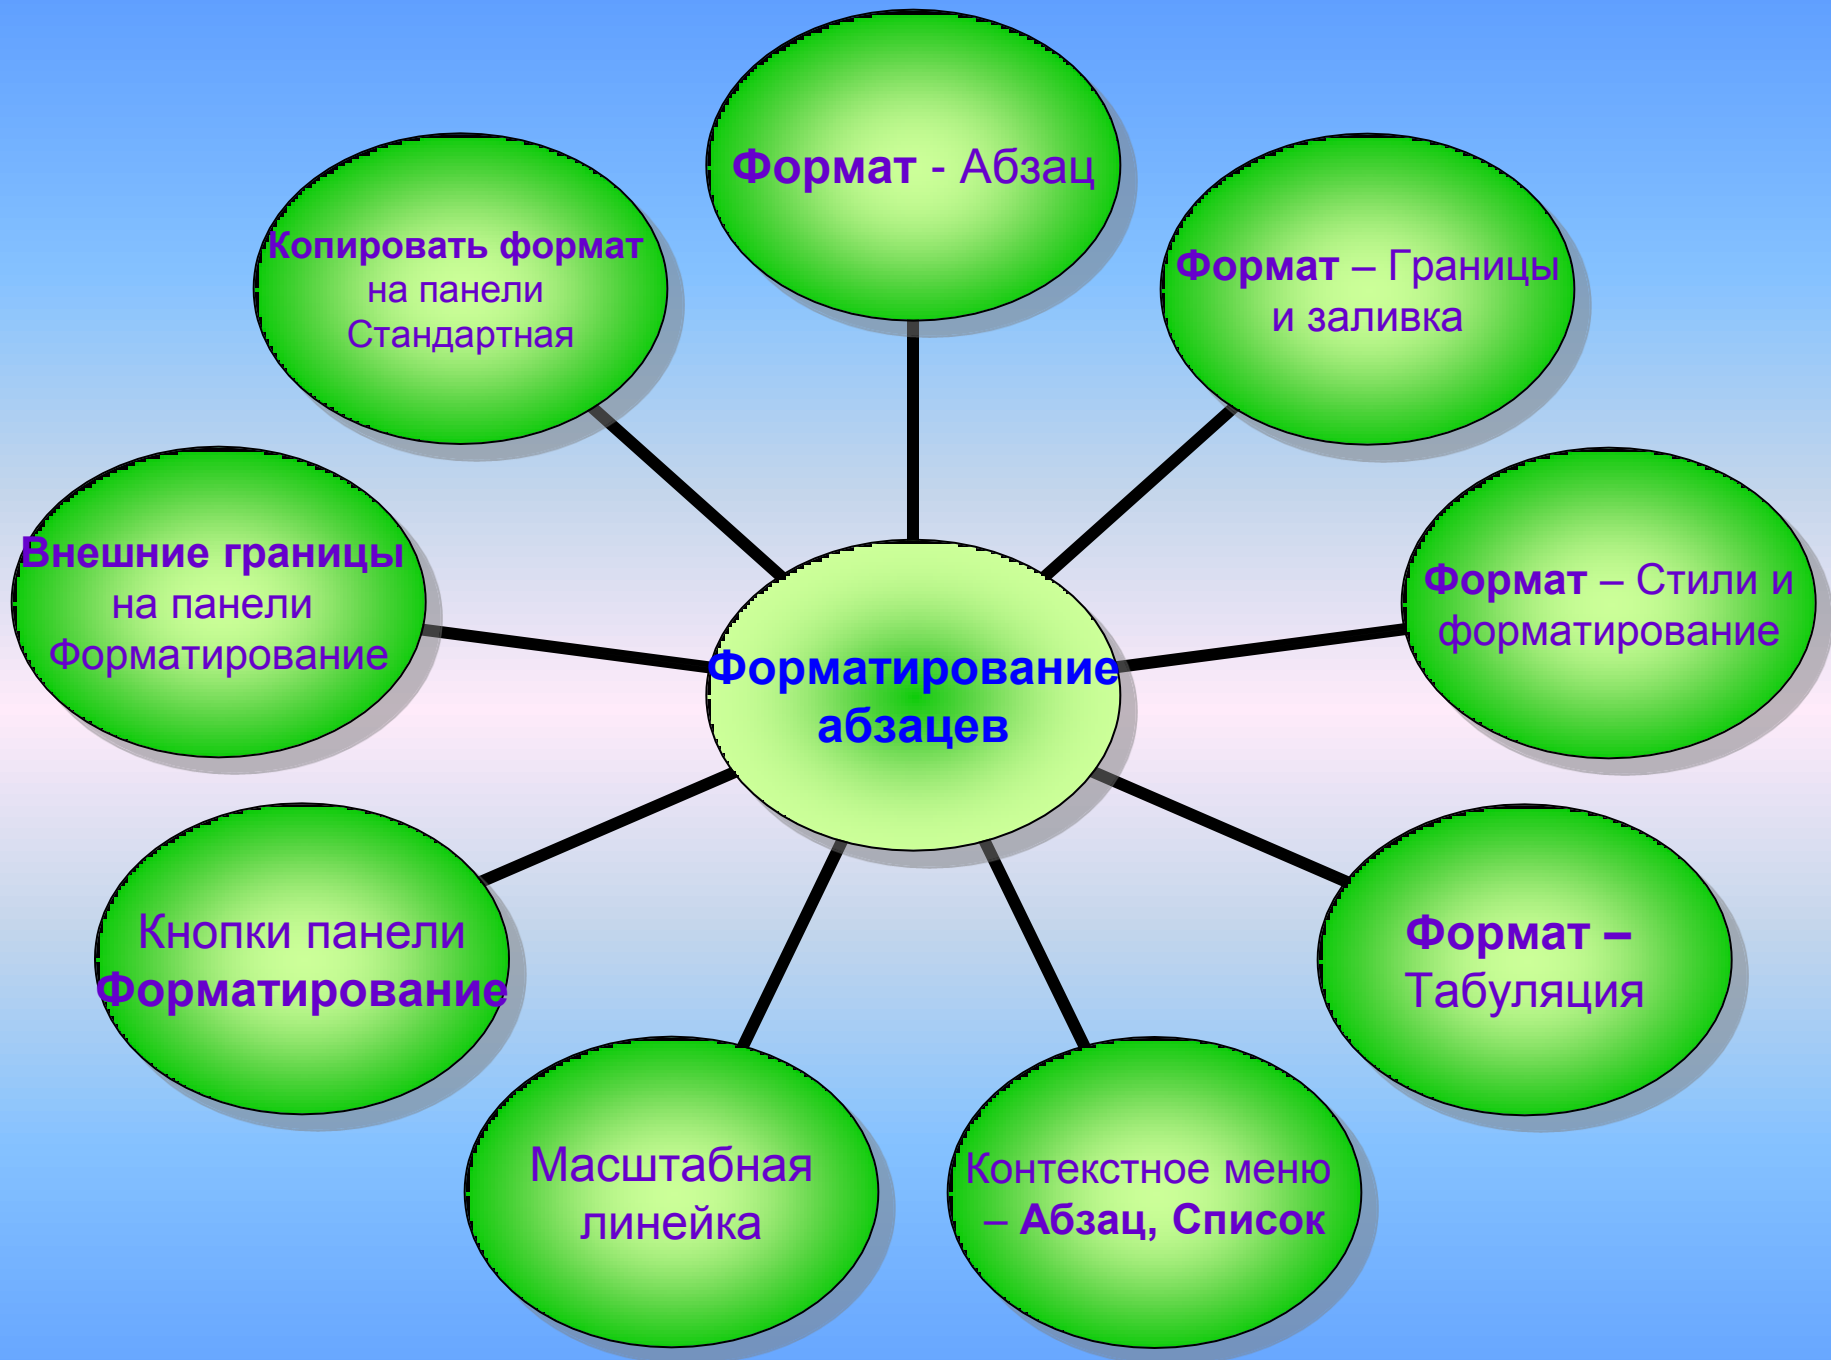 Формат - Абзац
Формат – Границы
и заливка
Формат – Стили и
форматирование
Формат –
Табуляция
Контекстное меню
– Абзац, Список
Масштабная
линейка
Кнопки панели
Форматирование
Внешние границы
на панели
Форматирование
Копировать формат
на панели
Стандартная
Форматирование
абзацев